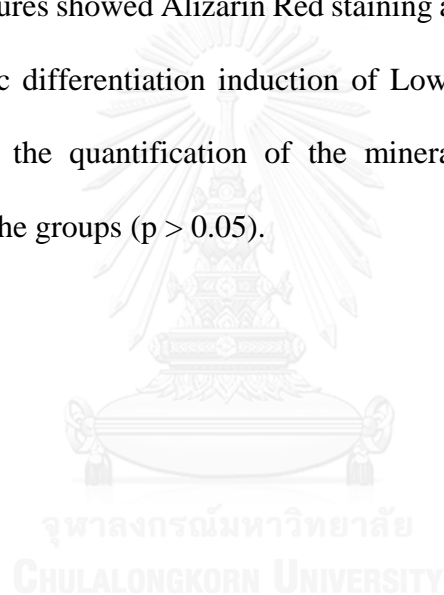 ures showed Alizarin Red staining a
c differentiation induction of Low
the quantification of the minera
he groups (p > 0.05).
จุฬาลงกรณ์มหาวิทยาลัย
CHULALONGKORN UNIVERSITY